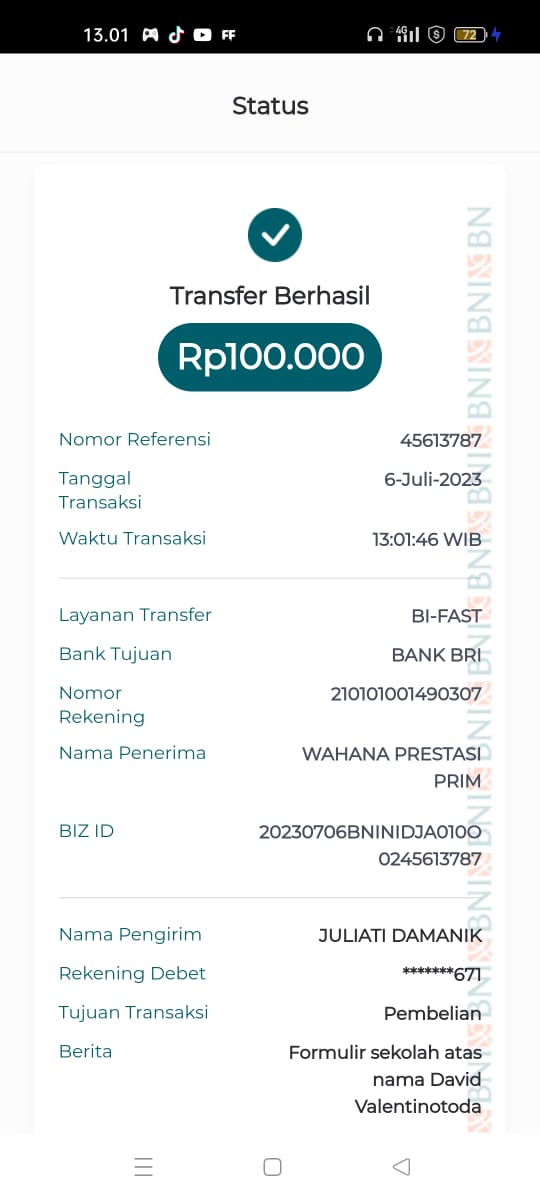 13.01 FF 4G 72
Status
Transfer Berhasil
Rp100.000
Nomor Referensi 45613787
Tanggal 6-Juli-2023
Transaksi
Waktu Transaksi 13:01:46 WIB
Layanan Transfer BI-FAST
Bank Tujuan BANK BRI
Nomor 210101001490307
Rekening
Nama Penerima WAHANA PRESTASI
PRIM
BIZ ID 20230706BNINIDJA010O
0245613787
Nama Pengirim JULIATI DAMANIK
Rekening Debet *******671
Tujuan Transaksi Pembelian
Berita Formulir sekolah atas
nama David
Valentinotoda
BNI BNI BNI BNI BNI BNI BNI BNI BNI BNI BN